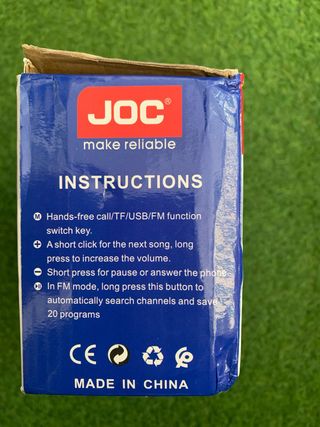 JOC®
make reliable
INSTRUCTIONS
M Hands-free call/TF/USB/FM function
switch key.
+ A short click for the next song, long
press to increase the volume.
− Short press for pause or answer the phone
In FM mode, long press this button to
automatically search channels and save
20 programs
CE
MADE IN CHINA